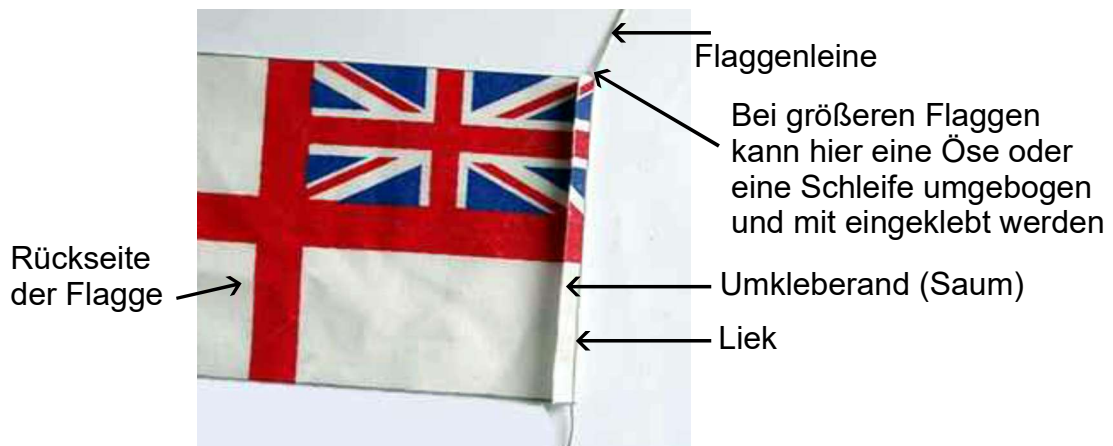 Flaggenleine
Bei größeren Flaggen
kann hier eine Öse oder
eine Schleife umgebogen
und mit eingeklebt werden
Rückseite
der Flagge
Umkleberand (Saum)
Liek